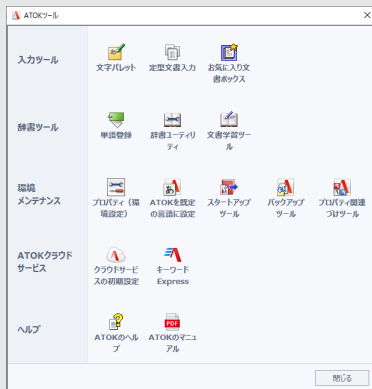 ATOKツール
入力ツール
文字パレット
定型文書入力
お気に入り文
書ボックス
辞書ツール
単語登録
辞書ユーティリ
ティ
文書学習ツー
ル
環境
メンテナンス
プロパティ（環
境設定）
ATOKを既定
の言語に設定
スタートアップ
ツール
バックアップ
ツール
プロパティ関連
づけツール
ATOKクラウド
サービス
クラウドサービ
スの初期設定
キーワード
Express
ヘルプ
ATOKのヘル
プ
PDF
ATOKのマニュ
アル
閉じる